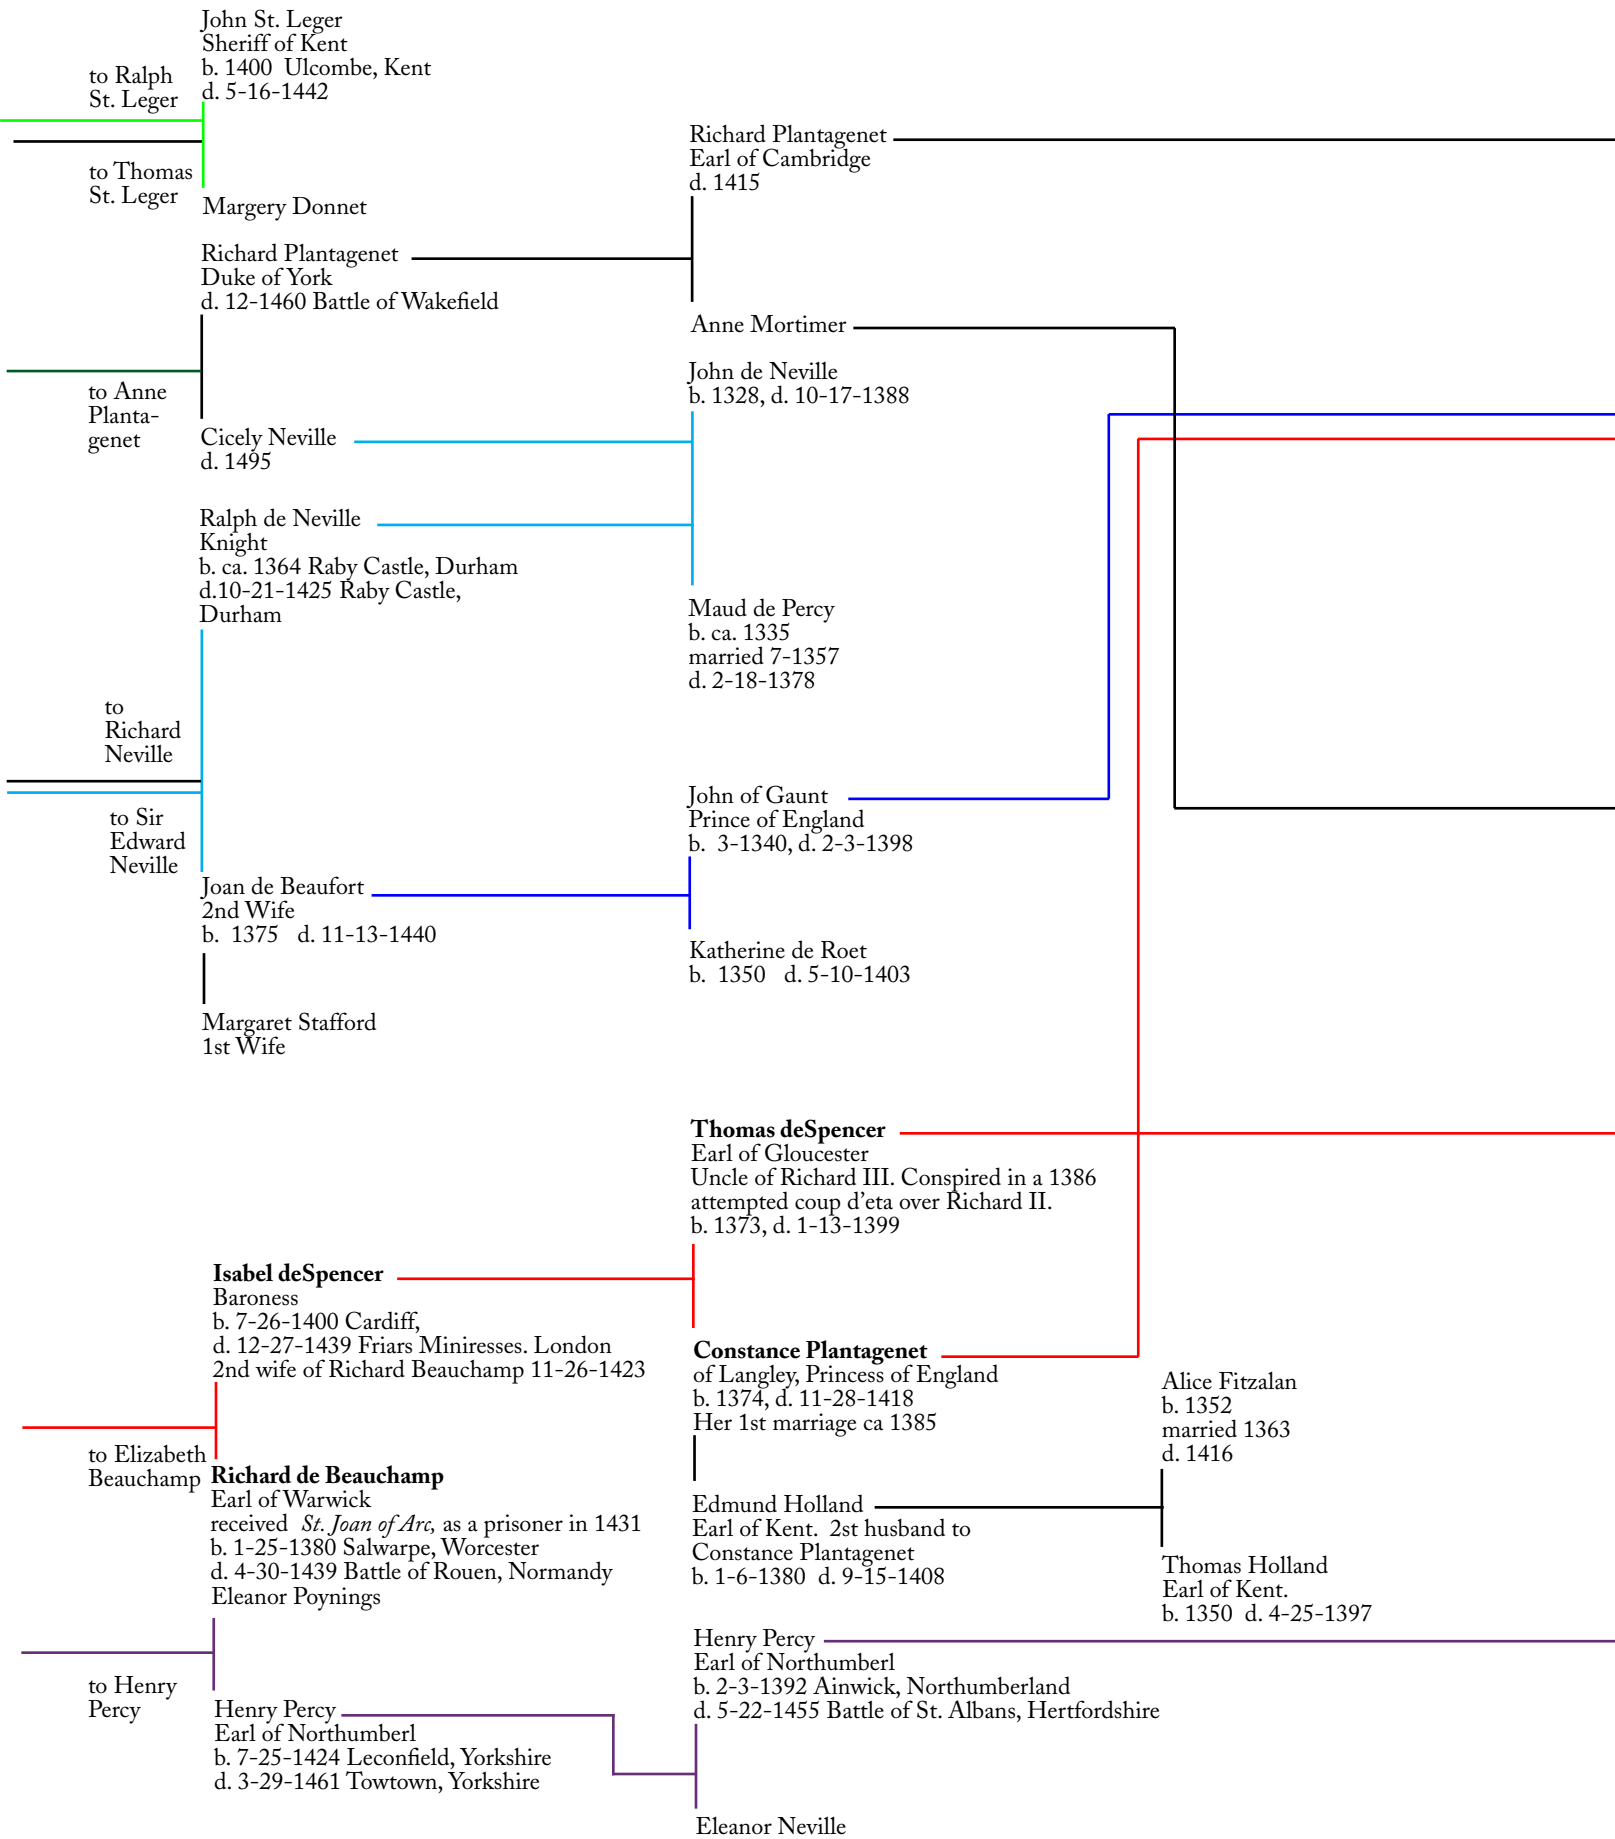 John St. Leger
Sheriff of Kent
b. 1400 Ulcombe, Kent
d. 5-16-1442
to Ralph
St. Leger
to Thomas
St. Leger
Margery Donnet
Richard Plantagenet
Duke of York
d. 12-1460 Battle of Wakefield
to Anne
Planta-
genet
Cicely Neville
d. 1495
Ralph de Neville
Knight
b. ca. 1364 Raby Castle, Durham
d.10-21-1425 Raby Castle,
Durham
to
Richard
Neville
to Sir
Edward
Neville
Joan de Beaufort
2nd Wife
b. 1375 d. 11-13-1440
Margaret Stafford
1st Wife
Isabel deSpencer
Baroness
b. 7-26-1400 Cardiff,
d. 12-27-1439 Friars Miniresses. London
2nd wife of Richard Beauchamp 11-26-1423
to Elizabeth
Beauchamp
Richard de Beauchamp
Earl of Warwick
received St. Joan of Arc, as a prisoner in 1431
b. 1-25-1380 Salwarpe, Worcester
d. 4-30-1439 Battle of Rouen, Normandy
Eleanor Poynings
to Henry
Percy
Henry Percy
Earl of Northumberl
b. 7-25-1424 Leconfield, Yorkshire
d. 3-29-1461 Towtown, Yorkshire
Richard Plantagenet
Earl of Cambridge
d. 1415
Anne Mortimer
John de Neville
b. 1328, d. 10-17-1388
Maud de Percy
b. ca. 1335
married 7-1357
d. 2-18-1378
John of Gaunt
Prince of England
b. 3-1340, d. 2-3-1398
Katherine de Roet
b. 1350 d. 5-10-1403
Thomas deSpencer
Earl of Gloucester
Uncle of Richard III. Conspired in a 1386
attempted coup d’eta over Richard II.
b. 1373, d. 1-13-1399
Constance Plantagenet
of Langley, Princess of England
b. 1374, d. 11-28-1418
Her 1st marriage ca 1385
Edmund Holland
Earl of Kent. 2st husband to
Constance Plantagenet
b. 1-6-1380 d. 9-15-1408
Henry Percy
Earl of Northumberl
b. 2-3-1392 Ainwick, Northumberland
d. 5-22-1455 Battle of St. Albans, Hertfordshire
Eleanor Neville
Alice Fitzalan
b. 1352
married 1363
d. 1416
Thomas Holland
Earl of Kent.
b. 1350 d. 4-25-1397